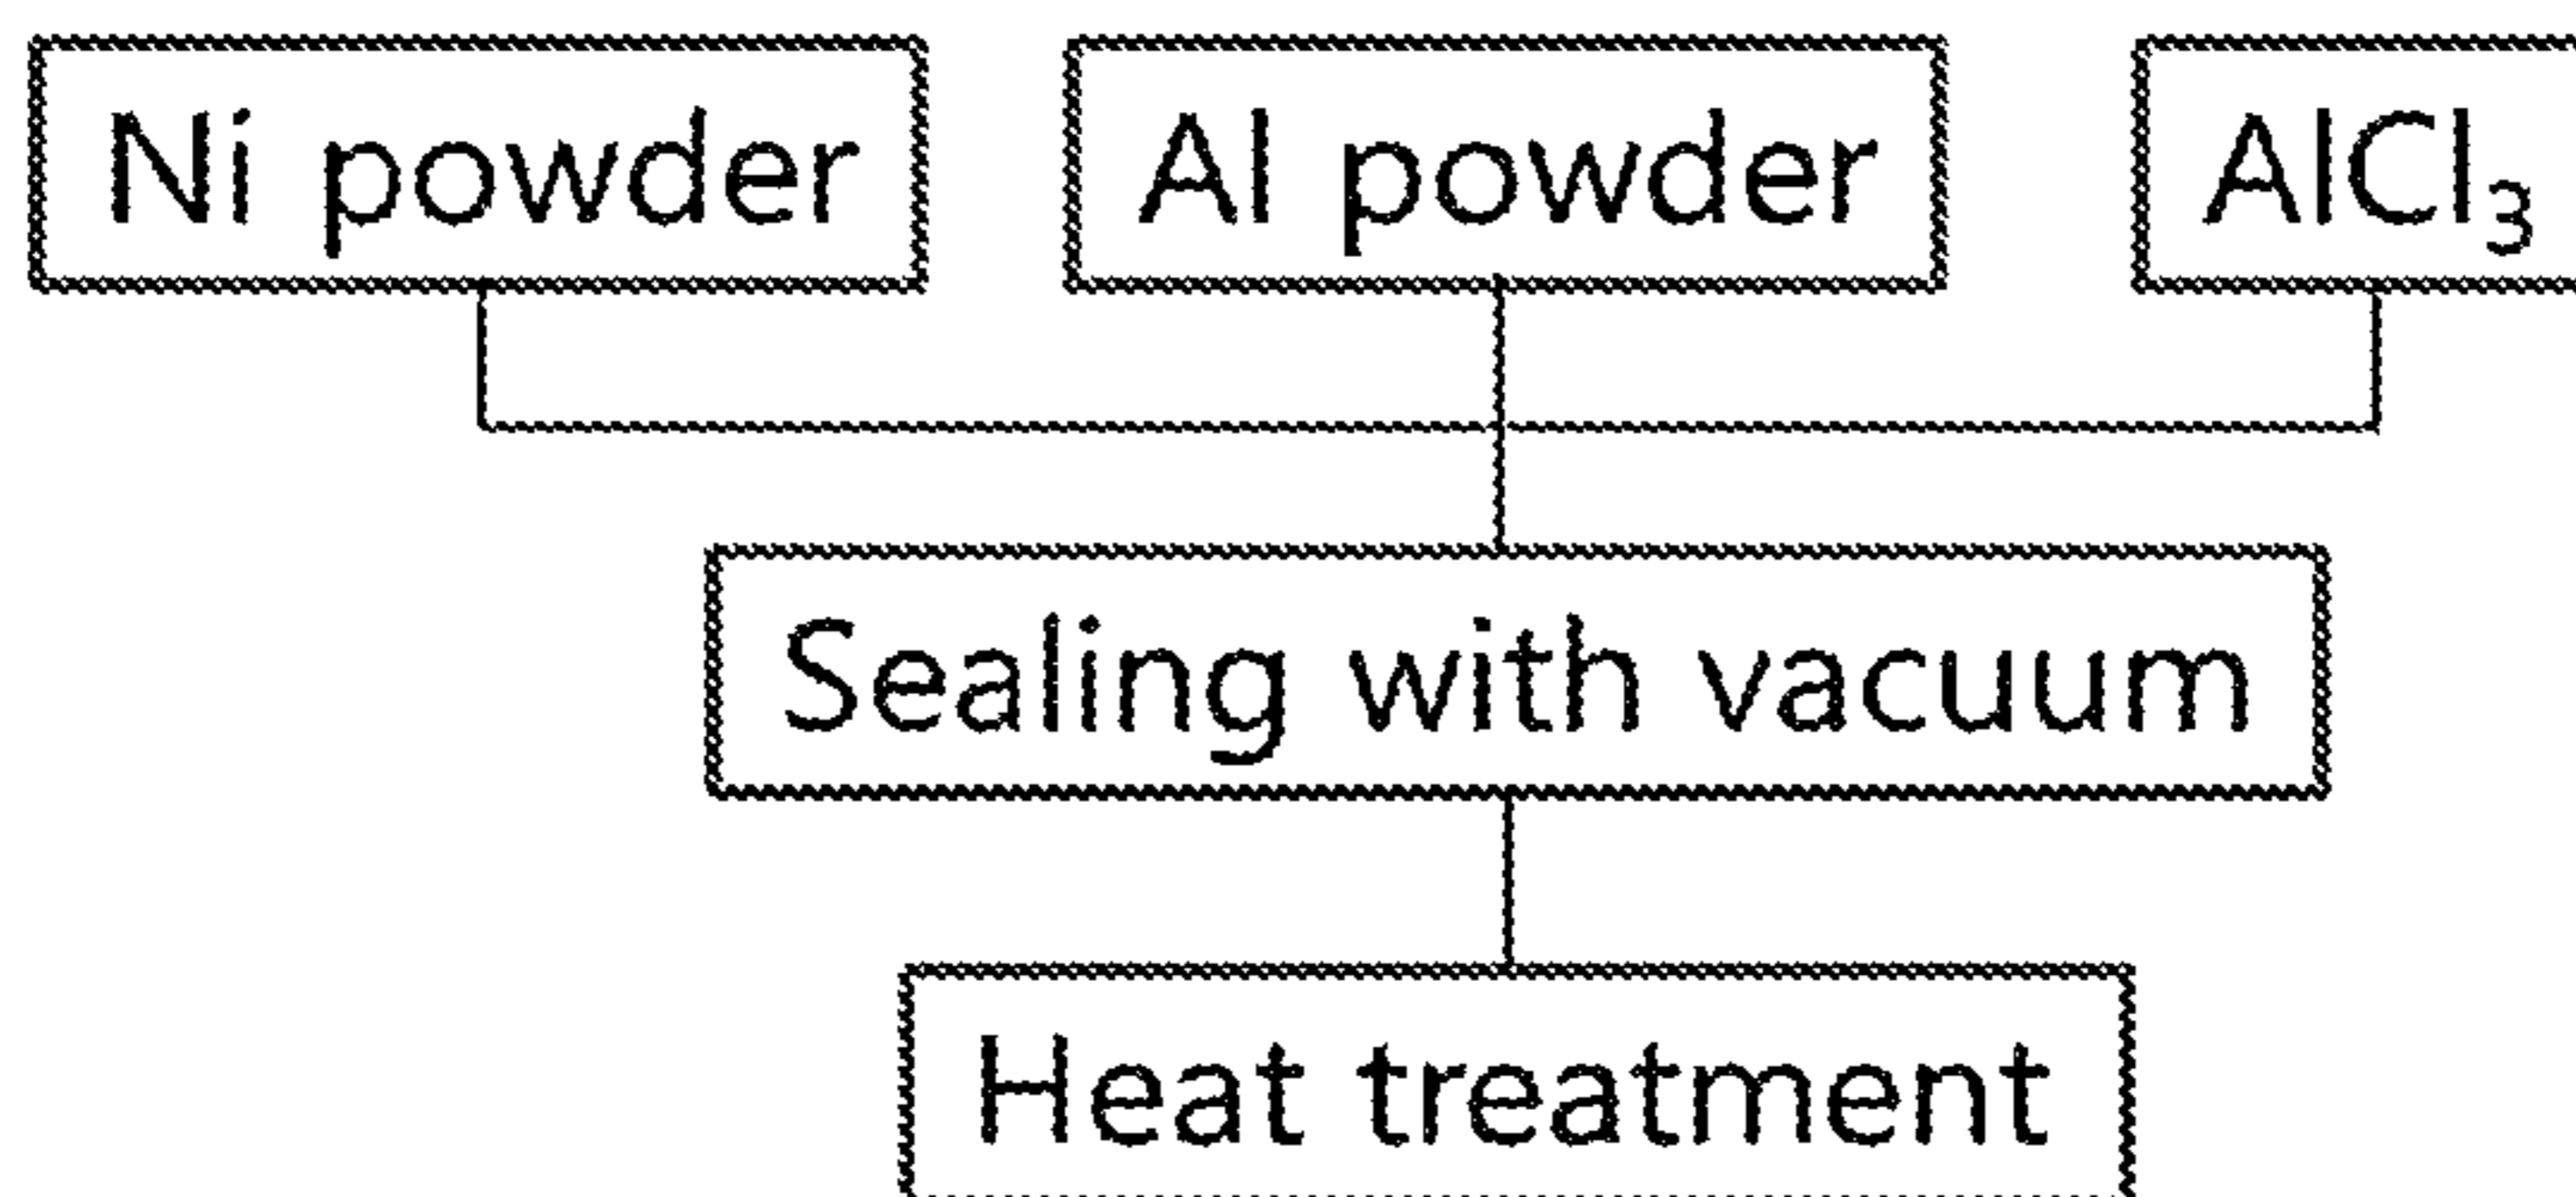 Ni powder
Al powder
AlCl₃
Sealing with vacuum
Heat treatment